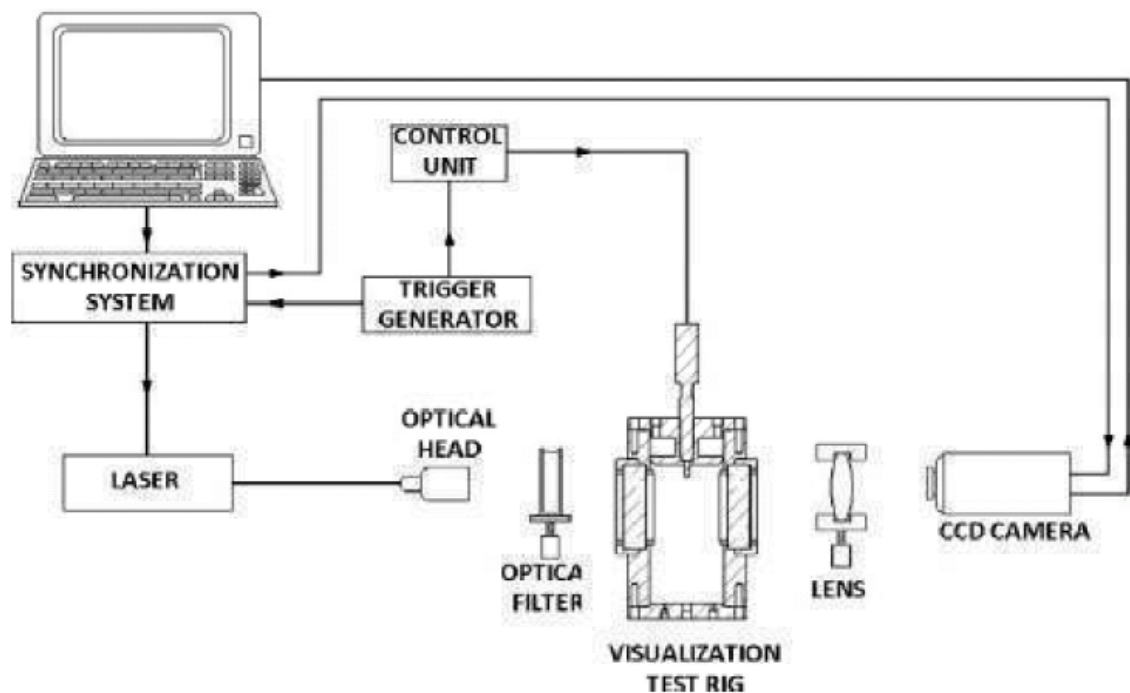 CONTROL
UNIT
SYNCHRONIZATION
SYSTEM
TRIGGER
GENERATOR
OPTICAL
HEAD
LASER
OPTICA
FILTER
VISUALIZATION
TEST RIG
LENS
CCD CAMERA